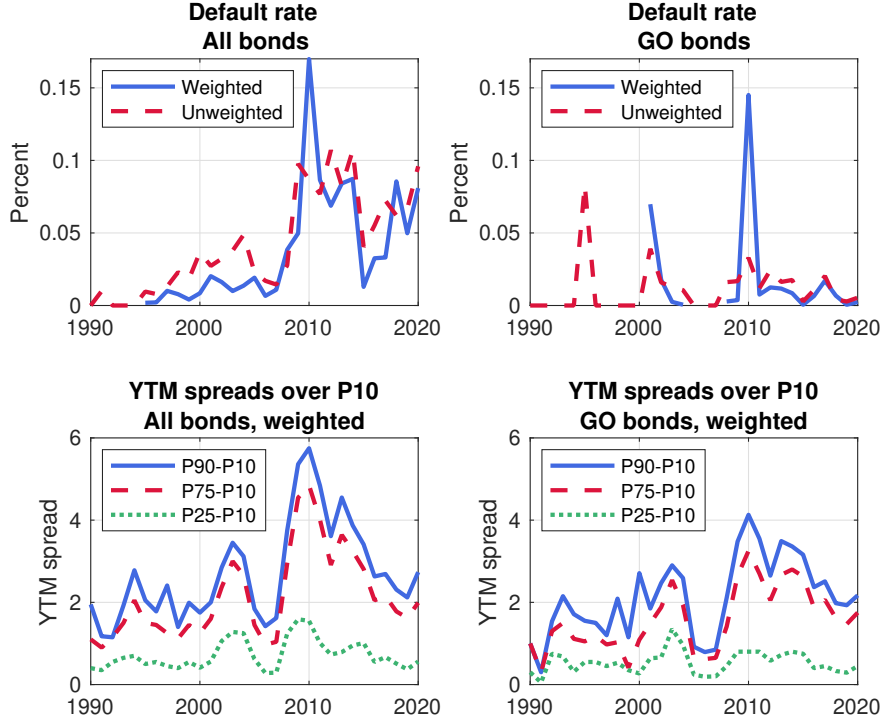 Default rate
All bonds
Weighted
Unweighted
Percent
0.15
0.1
0.05
0
1990
2000
2010
2020
Default rate
GO bonds
Weighted
Unweighted
Percent
0.15
0.1
0.05
0
1990
2000
2010
2020
YTM spreads over P10
All bonds, weighted
P90-P10
P75-P10
P25-P10
YTM spread
6
4
2
0
1990
2000
2010
2020
YTM spreads over P10
GO bonds, weighted
P90-P10
P75-P10
P25-P10
YTM spread
6
4
2
0
1990
2000
2010
2020